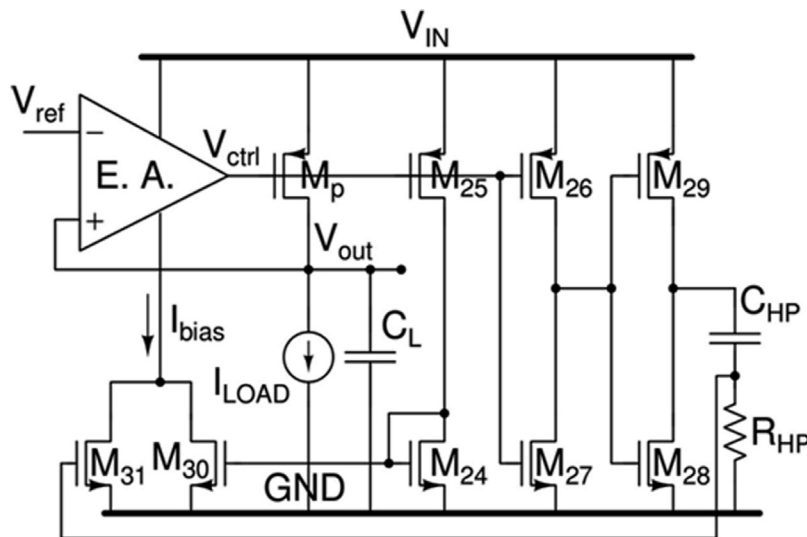 V_IN
V_ref
−
V_ctrl
E. A.
M_p
M_25
M_26
M_29
+
V_out
C_HP
I_bias
C_L
I_LOAD
R_HP
M_31
M_30
GND
M_24
M_27
M_28